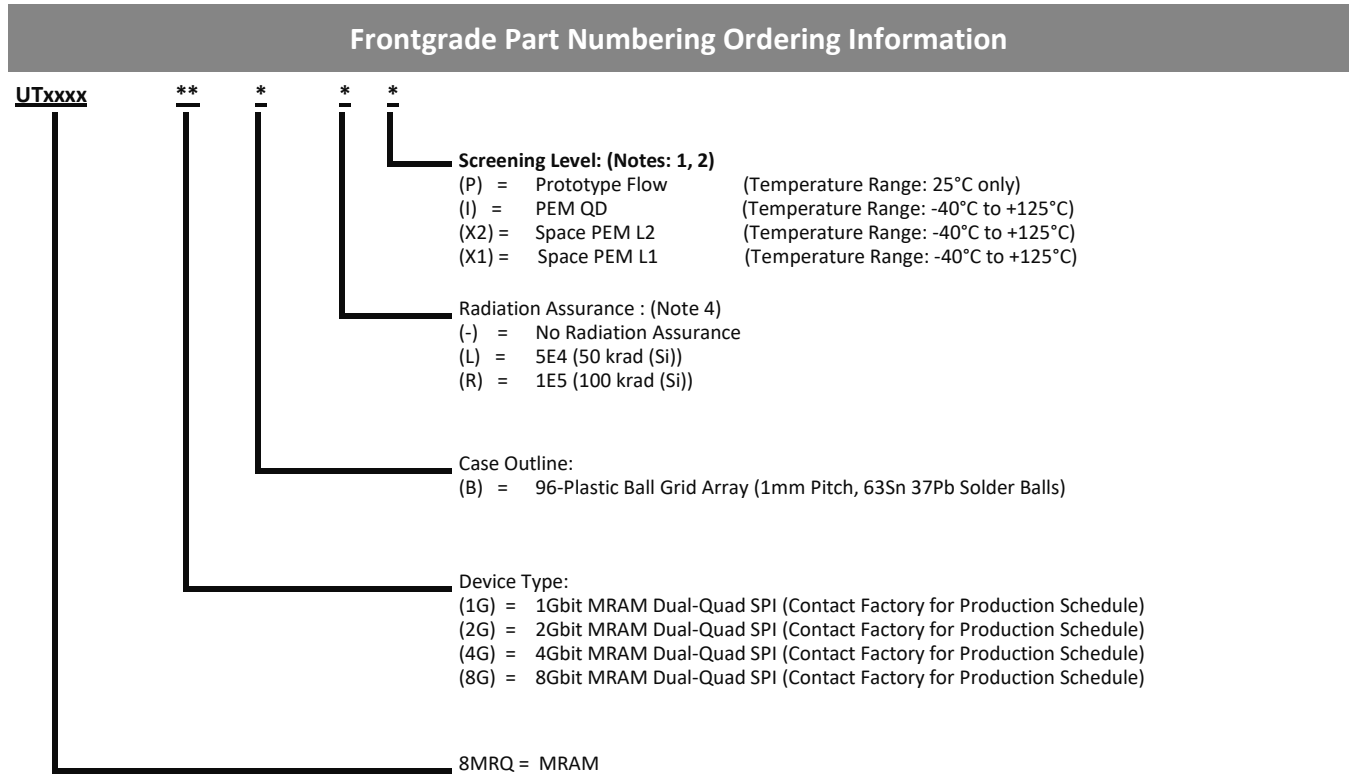 Frontgrade Part Numbering Ordering Information
UTxxxx ** * * *
Screening Level: (Notes: 1, 2)
(P) = Prototype Flow (Temperature Range: 25°C only)
(I) = PEM QD (Temperature Range: -40°C to +125°C)
(X2) = Space PEM L2 (Temperature Range: -40°C to +125°C)
(X1) = Space PEM L1 (Temperature Range: -40°C to +125°C)
Radiation Assurance : (Note 4)
(-) = No Radiation Assurance
(L) = 5E4 (50 krad (Si))
(R) = 1E5 (100 krad (Si))
Case Outline:
(B) = 96-Plastic Ball Grid Array (1mm Pitch, 63Sn 37Pb Solder Balls)
Device Type:
(1G) = 1Gbit MRAM Dual-Quad SPI (Contact Factory for Production Schedule)
(2G) = 2Gbit MRAM Dual-Quad SPI (Contact Factory for Production Schedule)
(4G) = 4Gbit MRAM Dual-Quad SPI (Contact Factory for Production Schedule)
(8G) = 8Gbit MRAM Dual-Quad SPI (Contact Factory for Production Schedule)
8MRQ = MRAM